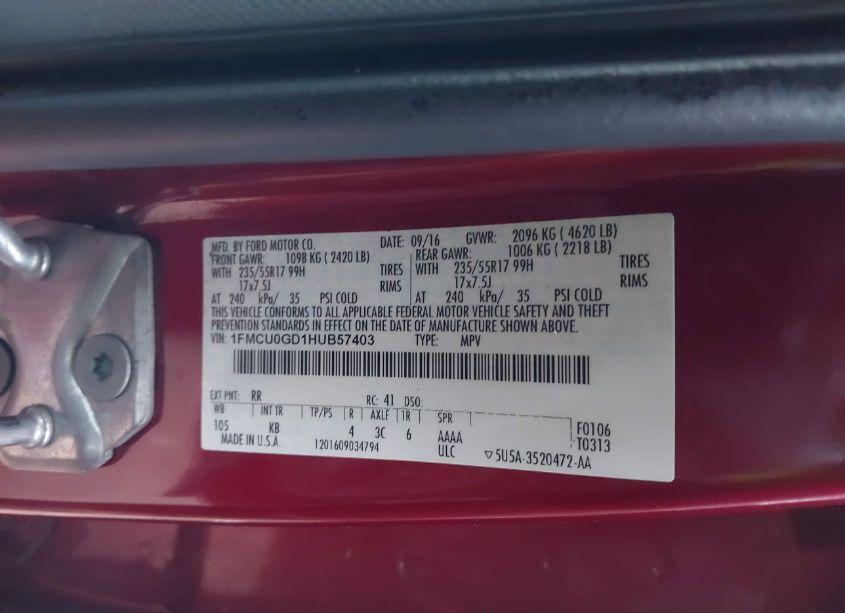 MFD. BY FORD MOTOR CO. DATE: 09/16 GVWR: 2096 KG ( 4620 LB)
FRONT GAWR: 1098 KG ( 2420 LB) REAR GAWR: 1006 KG ( 2218 LB)
WITH 235/55R17 99H TIRES WITH 235/55R17 99H TIRES
17x7.5J RIMS 17x7.5J RIMS
AT 240 kPa/ 35 PSI COLD AT 240 kPa/ 35 PSI COLD
THIS VEHICLE CONFORMS TO ALL APPLICABLE FEDERAL MOTOR VEHICLE SAFETY AND THEFT
PREVENTION STANDARDS IN EFFECT ON THE DATE OF MANUFACTURE SHOWN ABOVE.
VIN: 1FMCU0GD1HUB57403 TYPE: MPV
EXT PNT: RR RC: 41 DSO:
WB INT TR TP/PS R AXLE TR SPR
105 KB 4 3C 6 AAAA F0106
MADE IN U.S.A. 1201609034794 ULC T0313
▽5U5A-3520472-AA